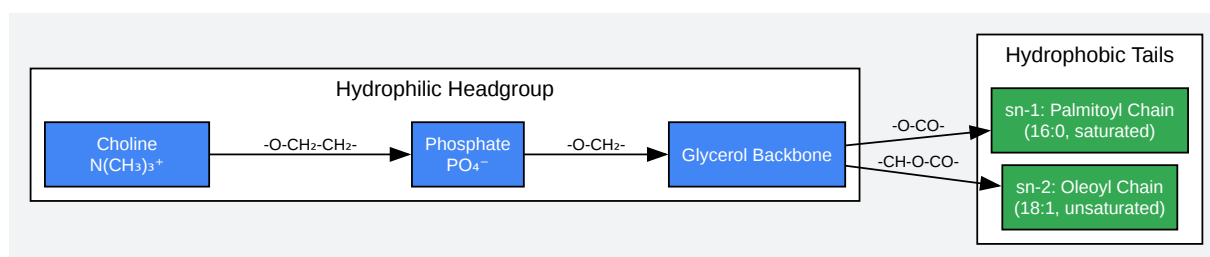 Hydrophilic Headgroup
Choline
N(CH₃)₃⁺
-O-CH₂-CH₂-
Phosphate
PO₄⁻
-O-CH₂-
Glycerol Backbone
-O-CO-
-CH-O-CO-
Hydrophobic Tails
sn-1: Palmitoyl Chain
(16:0, saturated)
sn-2: Oleoyl Chain
(18:1, unsaturated)